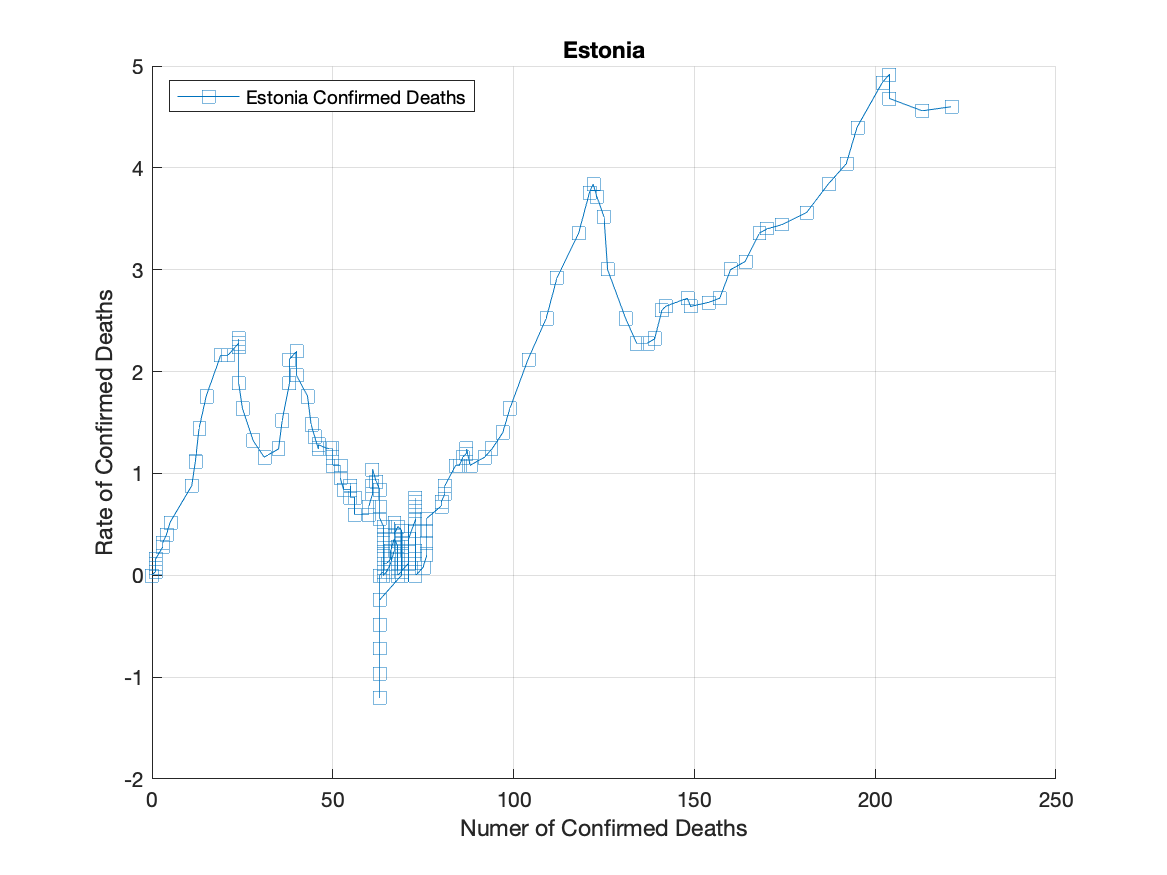 Estonia
Estonia Confirmed Deaths
5
4
3
2
1
0
-1
-2
Rate of Confirmed Deaths
0 50 100 150 200 250
Numer of Confirmed Deaths